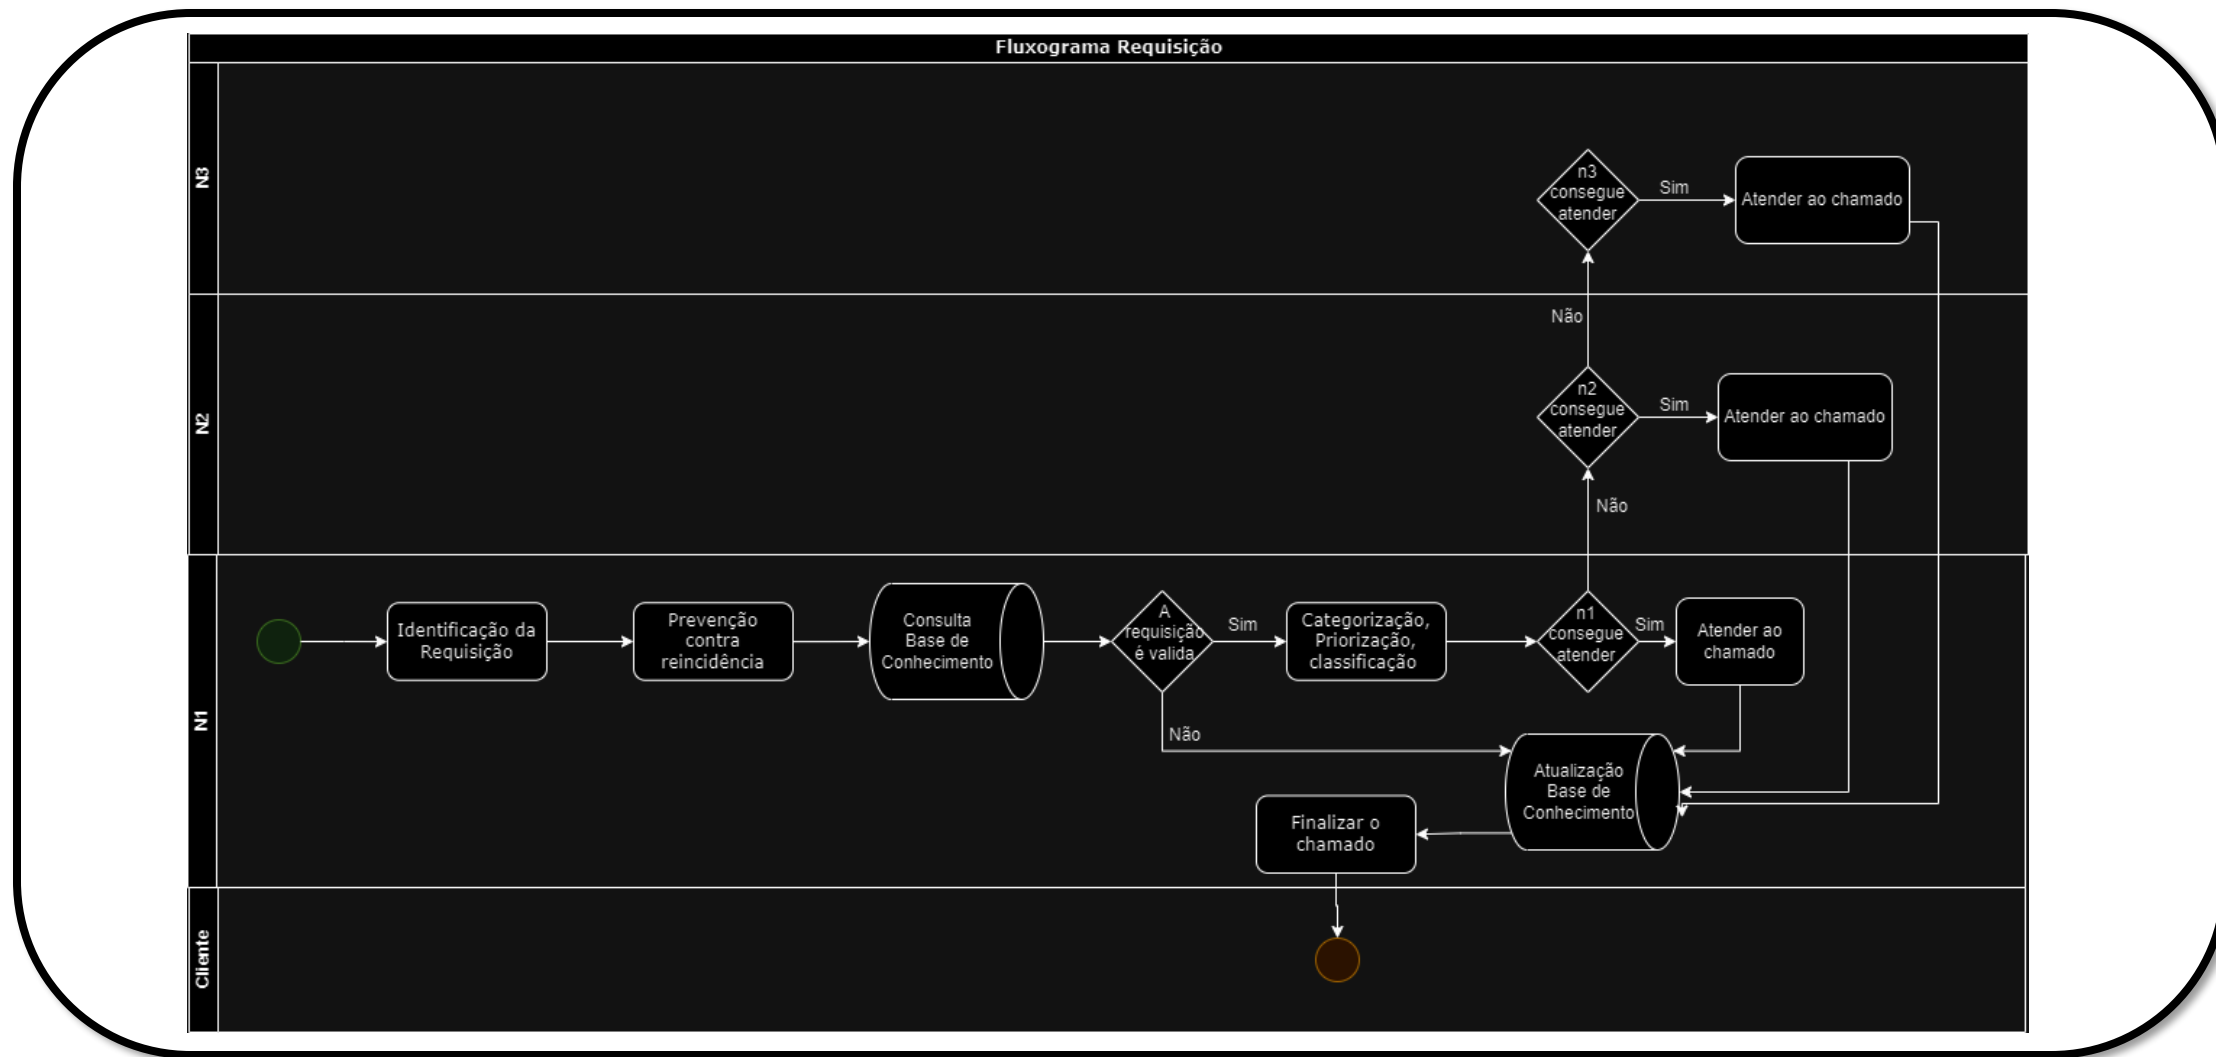 Fluxograma Requisição
N3
n3
consegue
atender
Sim
Atender ao chamado
Não
N2
n2
consegue
atender
Sim
Atender ao chamado
Não
N1
Identificação da
Requisição
Prevenção
contra
reincidência
Consulta
Base de
Conhecimento
A
requisição
é valida
Sim
Categorização,
Priorização,
classificação
n1
consegue
atender
Sim
Atender ao
chamado
Não
Atualização
Base de
Conhecimento
Finalizar o
chamado
Cliente